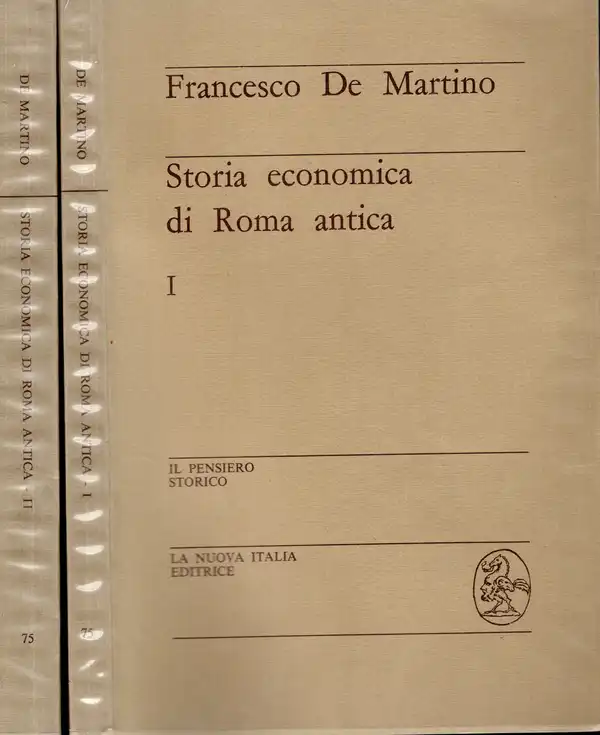 DE MARTINO
STORIA ECONOMICA DI ROMA ANTICA - II
75
DE MARTINO
STORIA ECONOMICA DI ROMA ANTICA - I
75
Francesco De Martino
Storia economica
di Roma antica
I
IL PENSIERO
STORICO
LA NUOVA ITALIA
EDITRICE